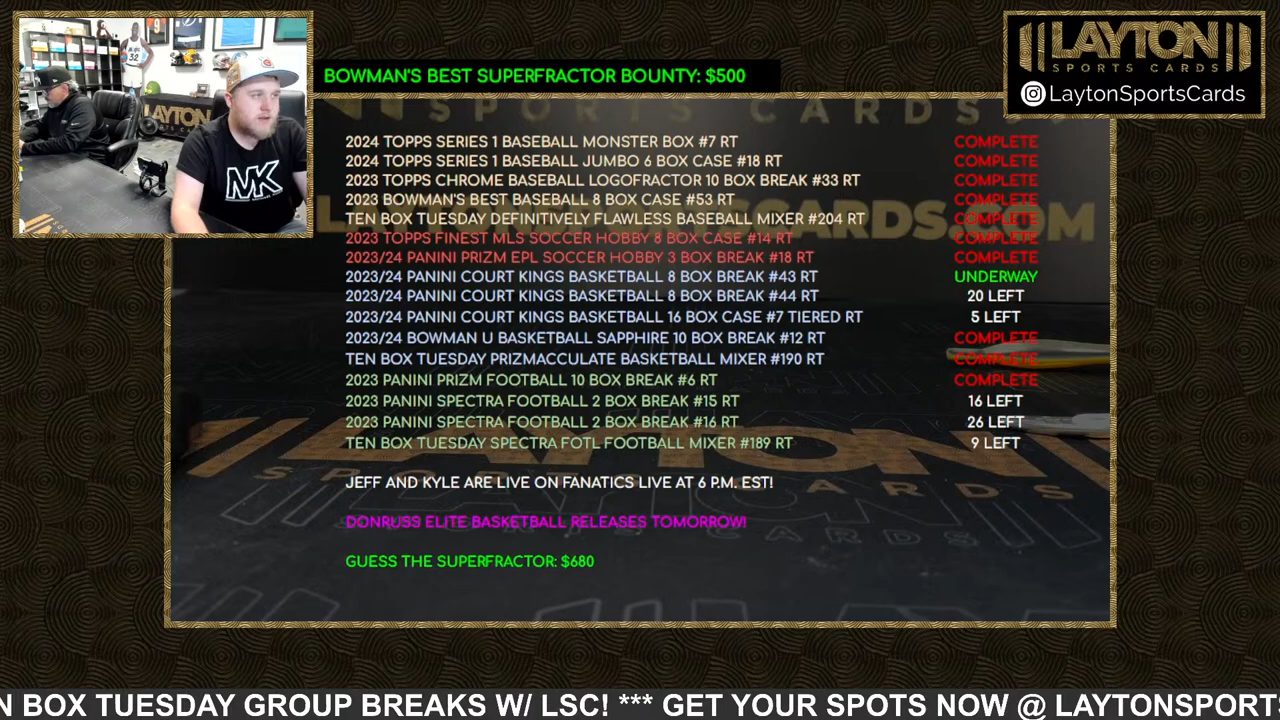 BOWMAN'S BEST SUPERFRACTOR BOUNTY: $500
LAYTON
SPORTS CARDS
LaytonSportsCards
2024 TOPPS SERIES 1 BASEBALL MONSTER BOX #7 RT COMPLETE
2024 TOPPS SERIES 1 BASEBALL JUMBO 6 BOX CASE #18 RT COMPLETE
2023 TOPPS CHROME BASEBALL LOGOFRACTOR 10 BOX BREAK #33 RT COMPLETE
2023 BOWMAN'S BEST BASEBALL 8 BOX CASE #53 RT COMPLETE
TEN BOX TUESDAY DEFINITIVELY FLAWLESS BASEBALL MIXER #204 RT COMPLETE
2023 TOPPS FINEST MLS SOCCER HOBBY 8 BOX CASE #14 RT COMPLETE
2023/24 PANINI PRIZM EPL SOCCER HOBBY 3 BOX BREAK #18 RT COMPLETE
2023/24 PANINI COURT KINGS BASKETBALL 8 BOX BREAK #43 RT UNDERWAY
2023/24 PANINI COURT KINGS BASKETBALL 8 BOX BREAK #44 RT 20 LEFT
2023/24 PANINI COURT KINGS BASKETBALL 16 BOX CASE #7 TIERED RT 5 LEFT
2023/24 BOWMAN U BASKETBALL SAPPHIRE 10 BOX BREAK #12 RT COMPLETE
TEN BOX TUESDAY PRIZMACCULATE BASKETBALL MIXER #190 RT COMPLETE
2023 PANINI PRIZM FOOTBALL 10 BOX BREAK #6 RT COMPLETE
2023 PANINI SPECTRA FOOTBALL 2 BOX BREAK #15 RT 16 LEFT
2023 PANINI SPECTRA FOOTBALL 2 BOX BREAK #16 RT 26 LEFT
TEN BOX TUESDAY SPECTRA FOTL FOOTBALL MIXER #189 RT 9 LEFT
JEFF AND KYLE ARE LIVE ON FANATICS LIVE AT 6 P.M. EST!
DONRUSS ELITE BASKETBALL RELEASES TOMORROW!
GUESS THE SUPERFRACTOR: $680
N BOX TUESDAY GROUP BREAKS W/ LSC! *** GET YOUR SPOTS NOW @ LAYTONSPORT